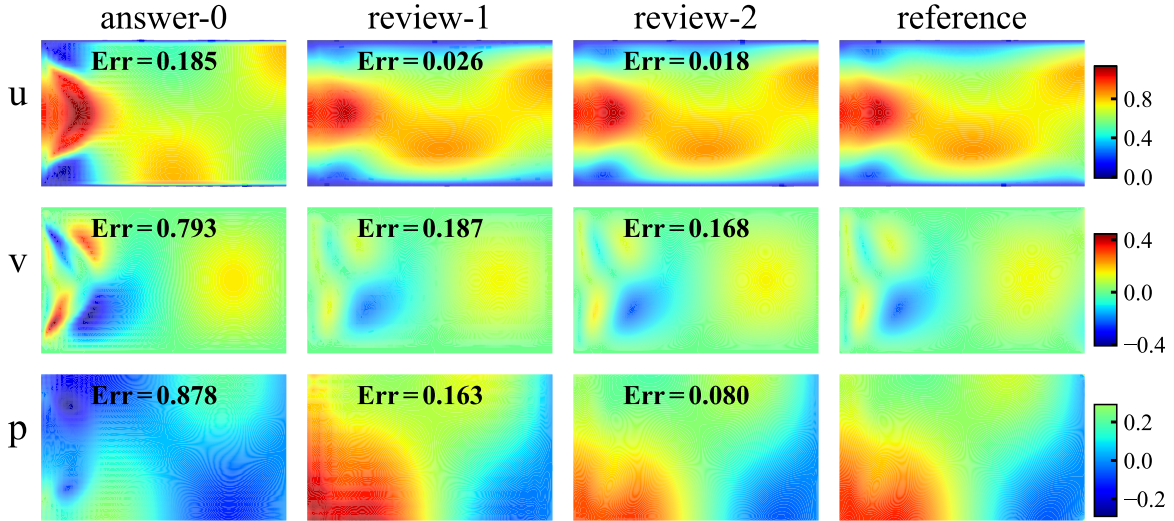 answer-0 review-1 review-2 reference
u Err=0.185 Err=0.026 Err=0.018 0.8
0.4
0.0
v Err=0.793 Err=0.187 Err=0.168 0.4
0.0
−0.4
p Err=0.878 Err=0.163 Err=0.080 0.2
0.0
−0.2